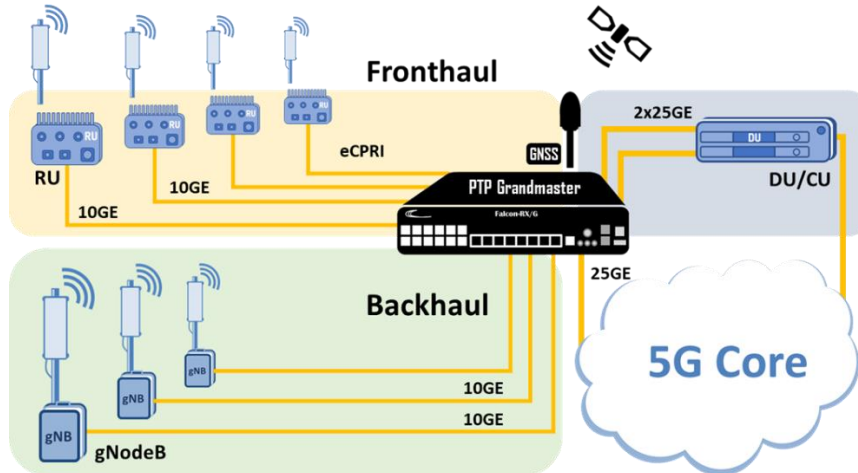 Fronthaul
RU
RU
RU
RU
2x25GE
DU
eCPRI
GNSS
RU
10GE
PTP Grandmaster
DU/CU
10GE
Falcon-RX/G
25GE
Backhaul
5G Core
gNB
gNB
10GE
gNB
10GE
gNodeB